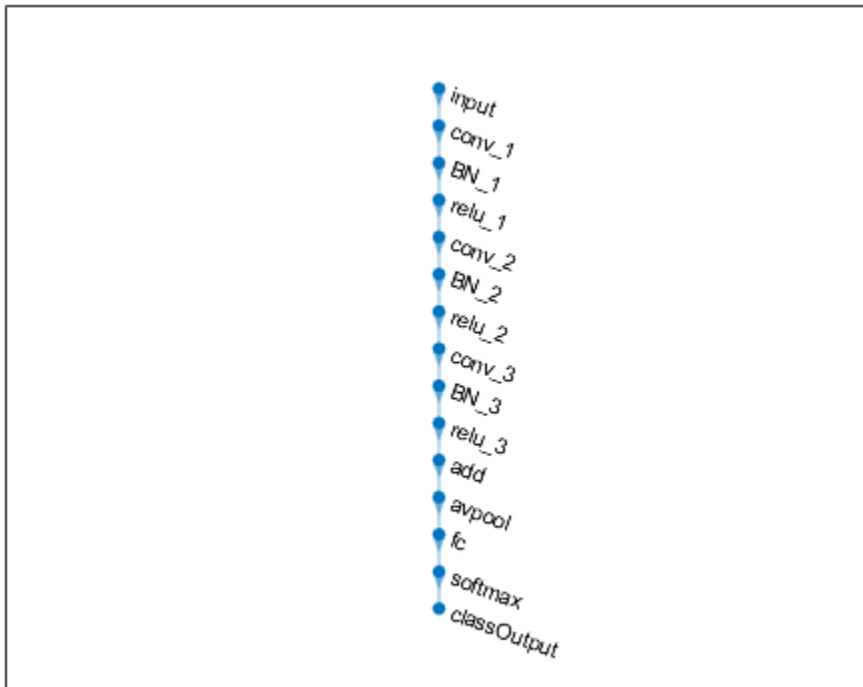 input
conv_1
BN_1
relu_1
conv_2
BN_2
relu_2
conv_3
BN_3
relu_3
add
avpool
fc
softmax
classOutput